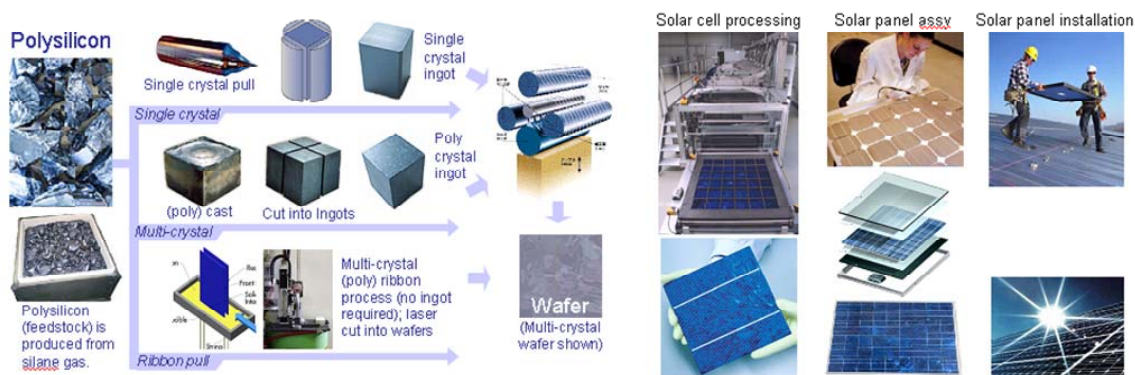 Polysilicon
Polysilicon
(feedstock) is
produced from
silane gas.
Single crystal pull
Single
crystal
ingot
Single crystal
(poly) cast
Cut into Ingots
Poly
crystal
ingot
Multi-crystal
Multi-crystal
(poly) ribbon
process (no ingot
required); laser
cut into wafers
Ribbon pull
Wafer
(Multi-crystal
wafer shown)
Solar cell processing
Solar panel assy
Solar panel installation